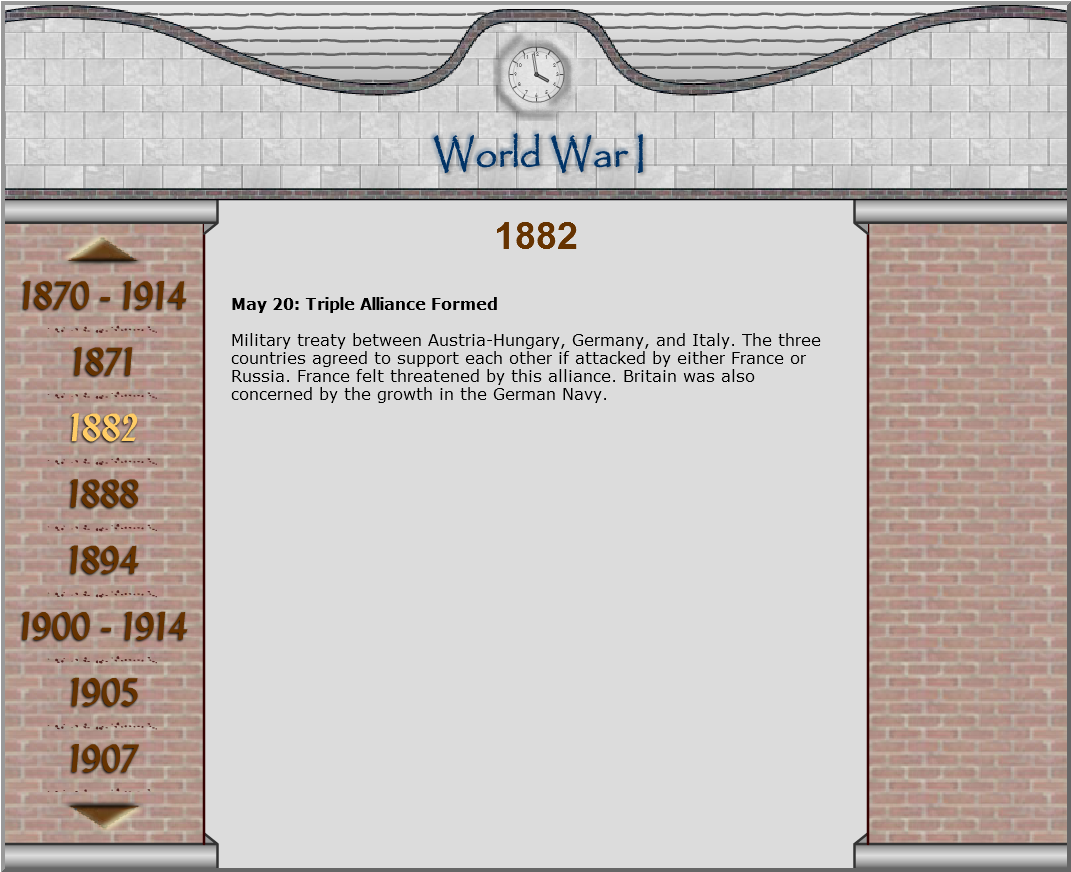 World War I
1882
1870 - 1914
1871
1882
1888
1894
1900 - 1914
1905
1907
May 20: Triple Alliance Formed
Military treaty between Austria-Hungary, Germany, and Italy. The three
countries agreed to support each other if attacked by either France or
Russia. France felt threatened by this alliance. Britain was also
concerned by the growth in the German Navy.